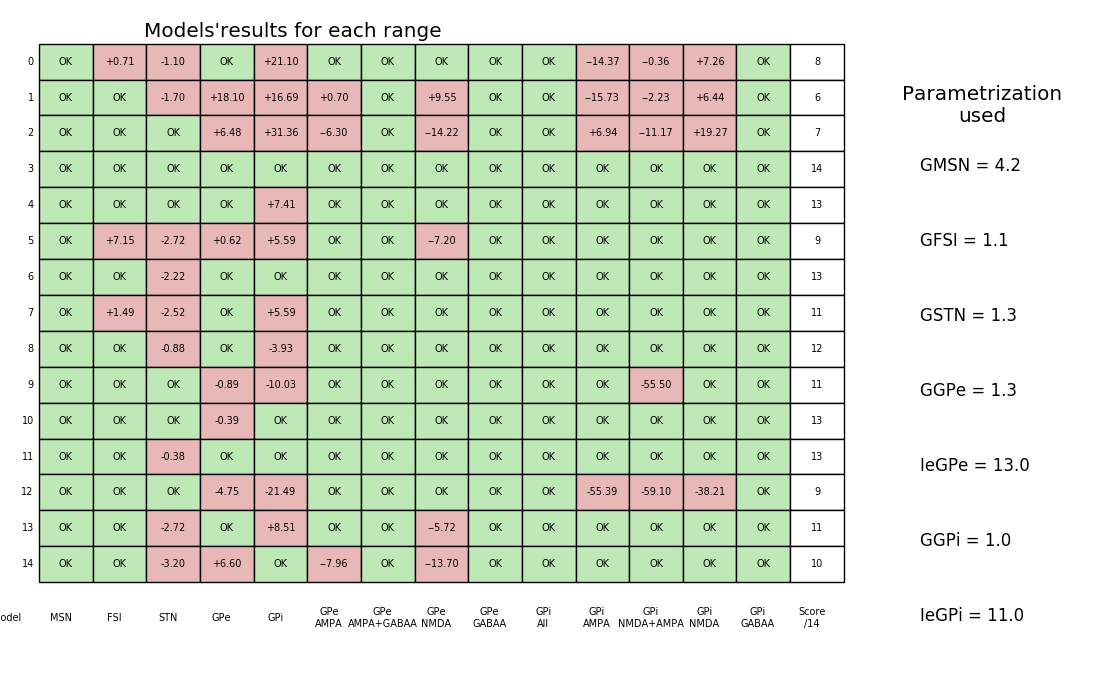 Models'results for each range
0 OK +0.71 -1.10 OK +21.10 OK OK OK OK OK −14.37 −0.36 +7.26 OK 8
1 OK OK -1.70 +18.10 +16.69 +0.70 OK +9.55 OK OK −15.73 −2.23 +6.44 OK 6
2 OK OK OK +6.48 +31.36 −6.30 OK −14.22 OK OK +6.94 −11.17 +19.27 OK 7
3 OK OK OK OK OK OK OK OK OK OK OK OK OK OK 14
4 OK OK OK OK +7.41 OK OK OK OK OK OK OK OK OK 13
5 OK +7.15 -2.72 +0.62 +5.59 OK OK −7.20 OK OK OK OK OK OK 9
6 OK OK -2.22 OK OK OK OK OK OK OK OK OK OK OK 13
7 OK +1.49 -2.52 OK +5.59 OK OK OK OK OK OK OK OK OK 11
8 OK OK -0.88 OK -3.93 OK OK OK OK OK OK OK OK OK 12
9 OK OK OK -0.89 -10.03 OK OK OK OK OK OK -55.50 OK OK 11
10 OK OK OK -0.39 OK OK OK OK OK OK OK OK OK OK 13
11 OK OK -0.38 OK OK OK OK OK OK OK OK OK OK OK 13
12 OK OK OK -4.75 -21.49 OK OK OK OK OK -55.39 -59.10 -38.21 OK 9
13 OK OK -2.72 OK +8.51 OK OK −5.72 OK OK OK OK OK OK 11
14 OK OK -3.20 +6.60 OK −7.96 OK −13.70 OK OK OK OK OK OK 10
odel MSN FSI STN GPe GPi GPe GPe GPe GPe GPi GPi GPi GPi GPi Score
AMPA AMPA+GABAA NMDA GABAA All AMPA NMDA+AMPA NMDA GABAA /14
Parametrization
used
GMSN = 4.2
GFSI = 1.1
GSTN = 1.3
GGPe = 1.3
IeGPe = 13.0
GGPi = 1.0
IeGPi = 11.0